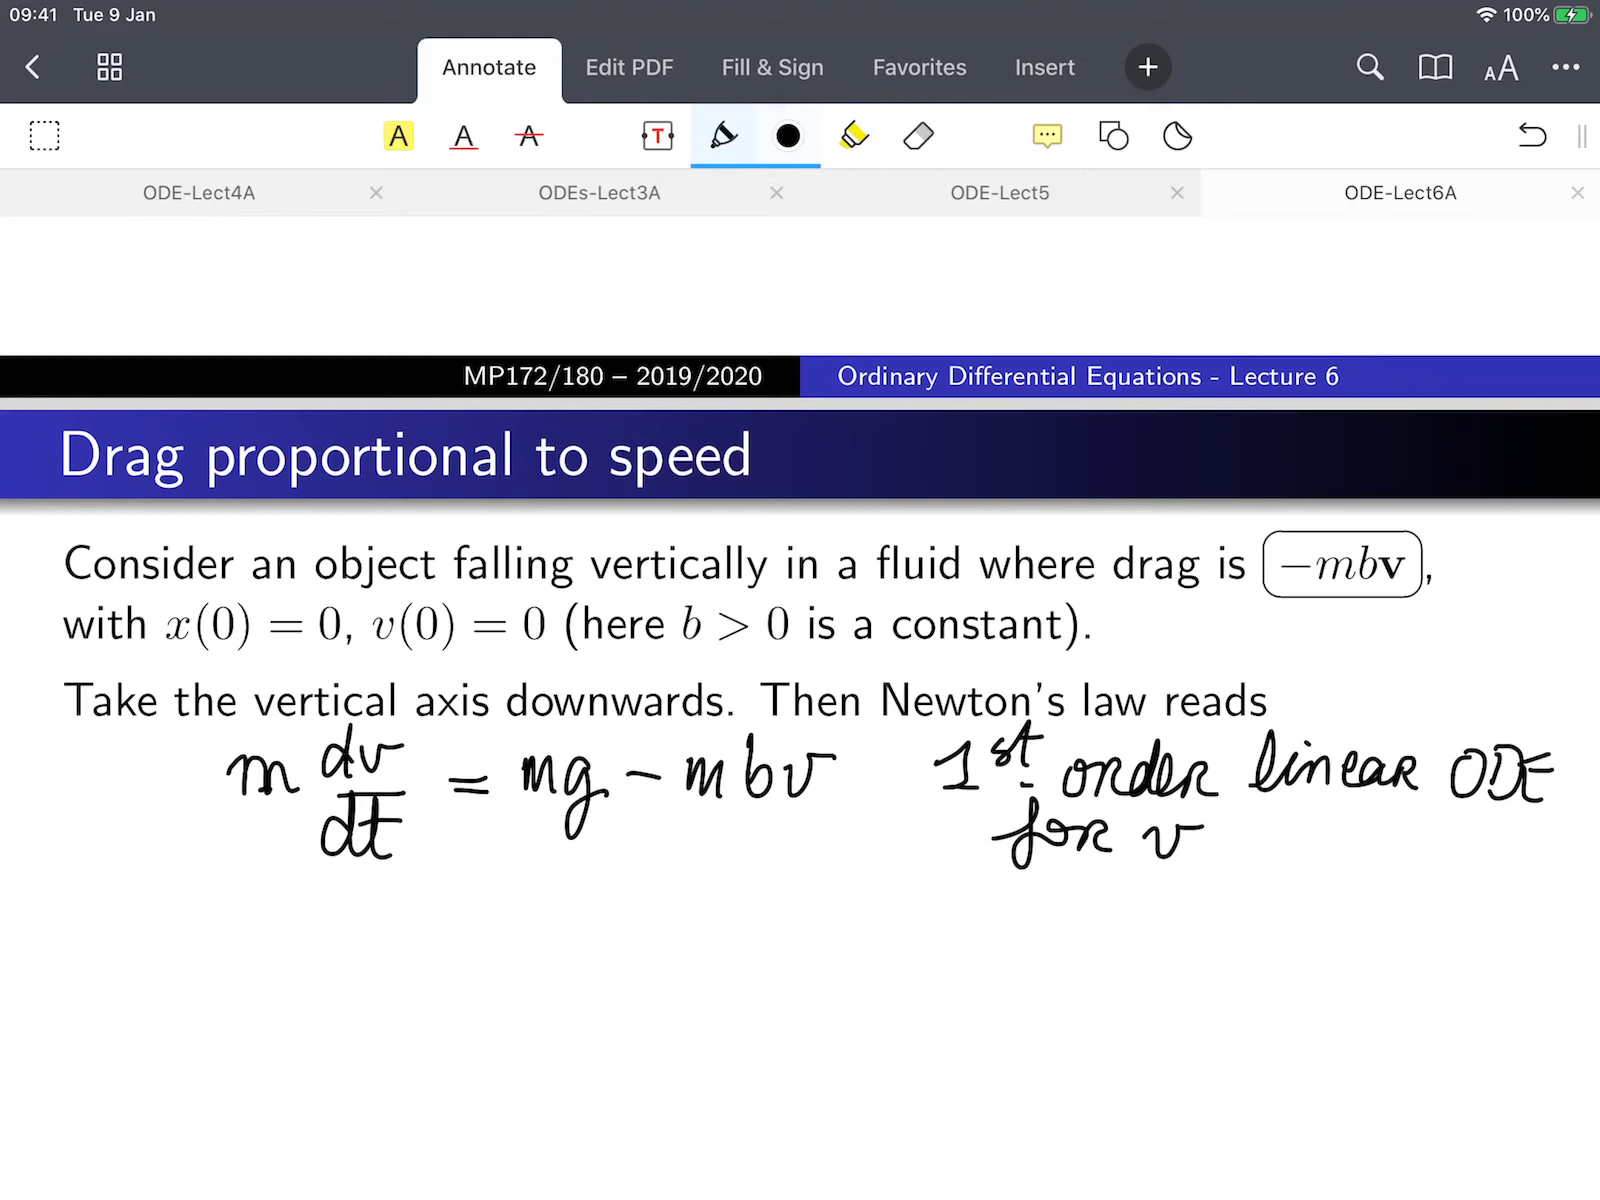 09:41 Tue 9 Jan 100%
Annotate Edit PDF Fill & Sign Favorites Insert + AA
A A A T
ODE-Lect4A × ODEs-Lect3A × ODE-Lect5 × ODE-Lect6A ×
MP172/180 – 2019/2020 Ordinary Differential Equations - Lecture 6
Drag proportional to speed
Consider an object falling vertically in a fluid where drag is −mbv,
with x(0) = 0, v(0) = 0 (here b > 0 is a constant).
Take the vertical axis downwards. Then Newton's law reads
m dv/dt = mg − mbv 1st order linear ODE
for v